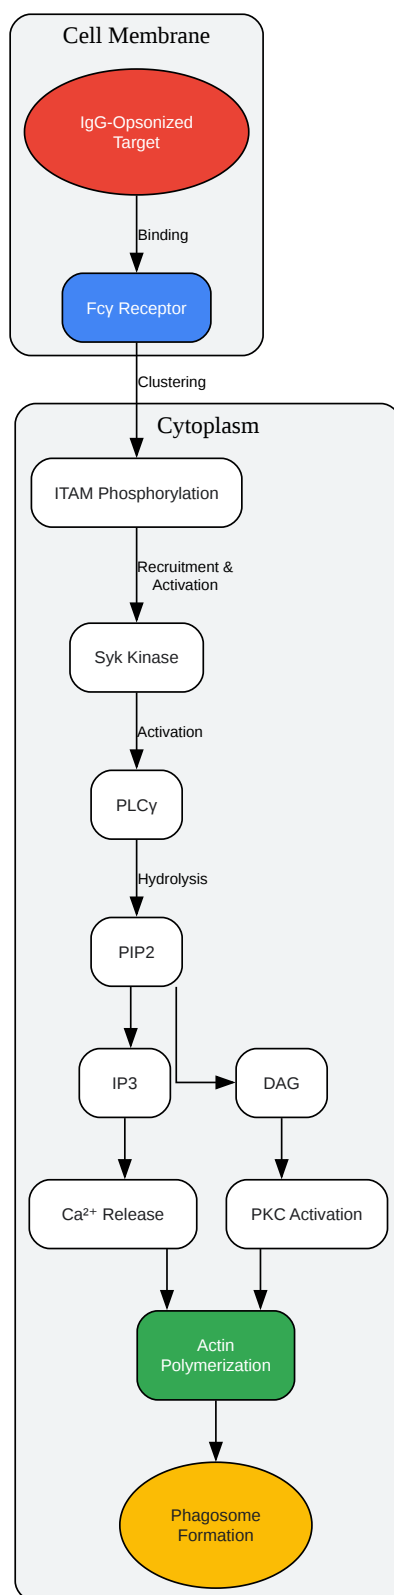 Cell Membrane
IgG-Opsonized
Target
Binding
Fcγ Receptor
Clustering
Cytoplasm
ITAM Phosphorylation
Recruitment &
Activation
Syk Kinase
Activation
PLCγ
Hydrolysis
PIP2
IP3
DAG
Ca²⁺ Release
PKC Activation
Actin
Polymerization
Phagosome
Formation